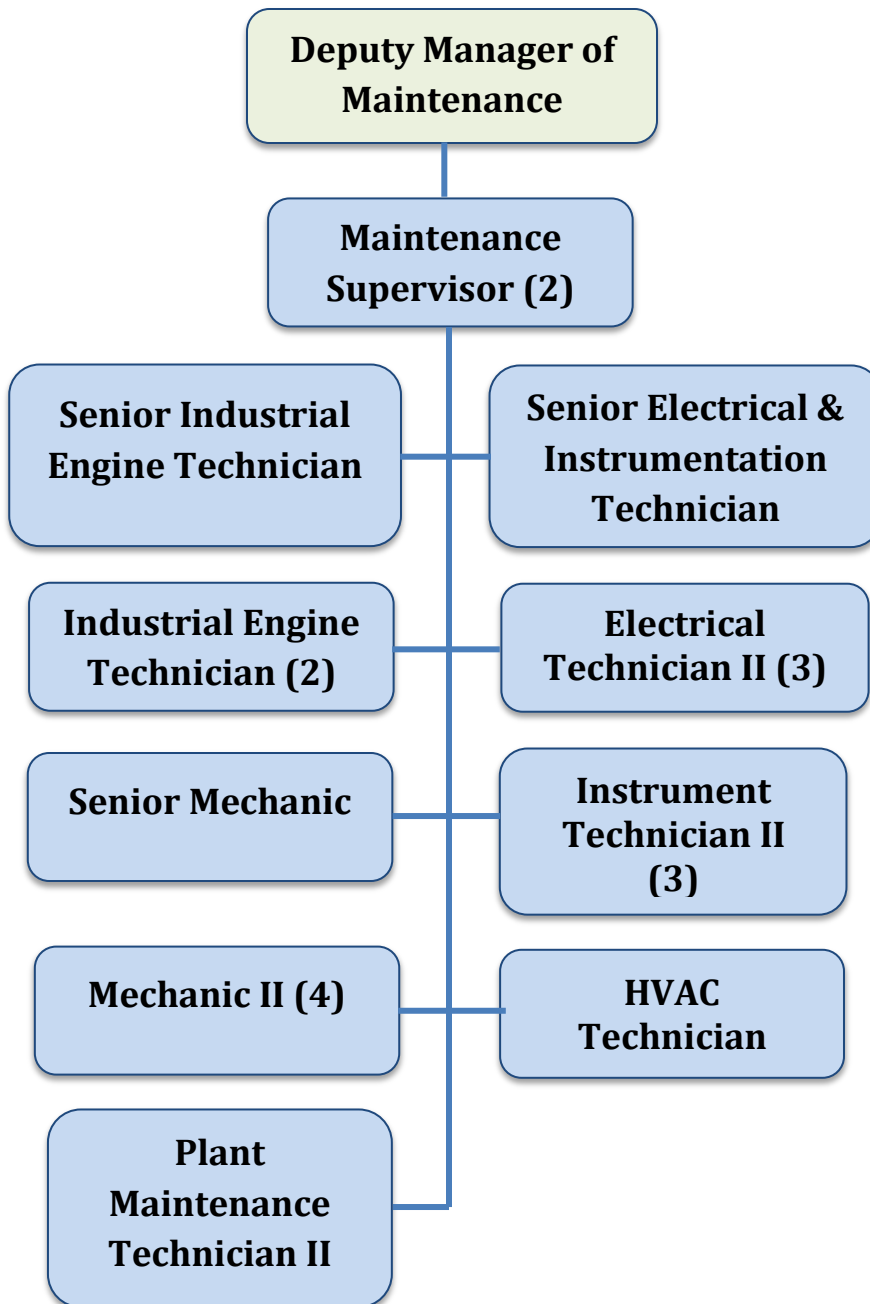 Deputy Manager of
Maintenance
Maintenance
Supervisor (2)
Senior Industrial
Engine Technician
Senior Electrical &
Instrumentation
Technician
Industrial Engine
Technician (2)
Electrical
Technician II (3)
Senior Mechanic
Instrument
Technician II
(3)
Mechanic II (4)
HVAC
Technician
Plant
Maintenance
Technician II